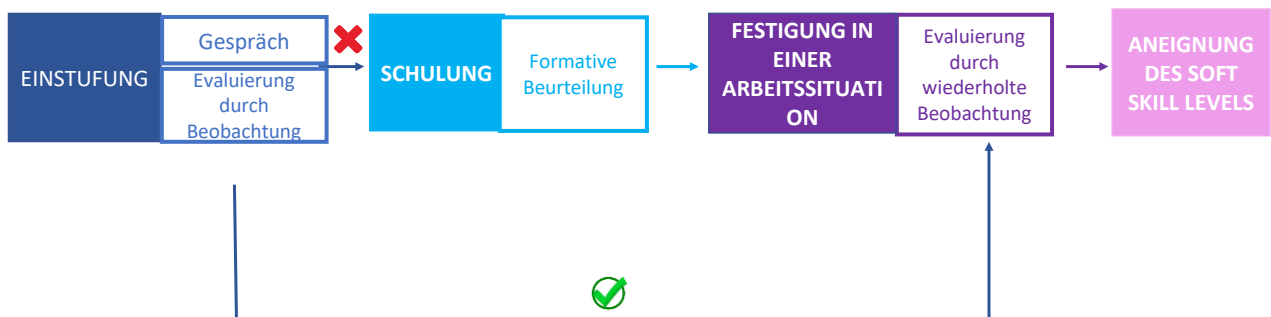 EINSTUFUNG
Gespräch
Evaluierung
durch
Beobachtung
SCHULUNG
Formative
Beurteilung
FESTIGUNG IN
EINER
ARBEITSSITUATI
ON
Evaluierung
durch
wiederholte
Beobachtung
ANEIGNUNG
DES SOFT
SKILL LEVELS